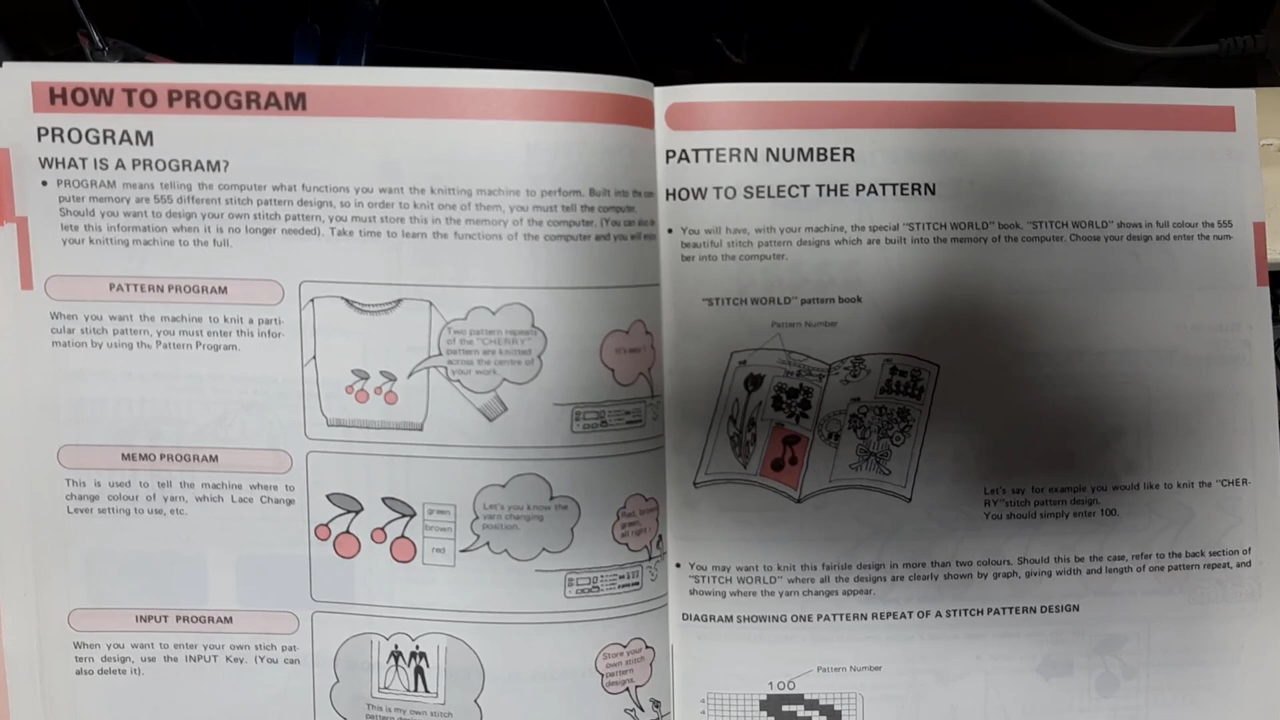 HOW TO PROGRAM
PROGRAM
WHAT IS A PROGRAM?
• PROGRAM means telling the computer what functions you want the knitting machine to perform. Built into the com-
puter memory are 555 different stitch pattern designs, so in order to knit one of them, you must tell the computer.
Should you want to design your own stitch pattern, you must store this in the memory of the computer. (You can also de-
lete this information when it is no longer needed). Take time to learn the functions of the computer and you will enjoy
your knitting machine to the full.
PATTERN PROGRAM
When you want the machine to knit a parti-
cular stitch pattern, you must enter this infor-
mation by using the Pattern Program.
Two pattern repeats
of the "CHERRY"
pattern are knitted
across the centre of
your work.
MEMO PROGRAM
This is used to tell the machine where to
change colour of yarn, which Lace Change
Lever setting to use, etc.
green
brown
red
Let's you know the
yarn changing
position.
Red, brown
green,
all right!
INPUT PROGRAM
When you want to enter your own stich pat-
tern design, use the INPUT Key. (You can
also delete it).
This is my own stitch
pattern
Store your
own stitch
pattern
designs.
PATTERN NUMBER
HOW TO SELECT THE PATTERN
• You will have, with your machine, the special "STITCH WORLD" book. "STITCH WORLD" shows in full colour the 555
beautiful stitch pattern designs which are built into the memory of the computer. Choose your design and enter the num-
ber into the computer.
"STITCH WORLD" pattern book
Pattern Number
Let's say for example you would like to knit the "CHER-
RY"stitch pattern design.
You should simply enter 100.
• You may want to knit this fairisle design in more than two colours. Should this be the case, refer to the back section of
"STITCH WORLD" where all the designs are clearly shown by graph, giving width and length of one pattern repeat, and
showing where the yarn changes appear.
DIAGRAM SHOWING ONE PATTERN REPEAT OF A STITCH PATTERN DESIGN
Pattern Number
100